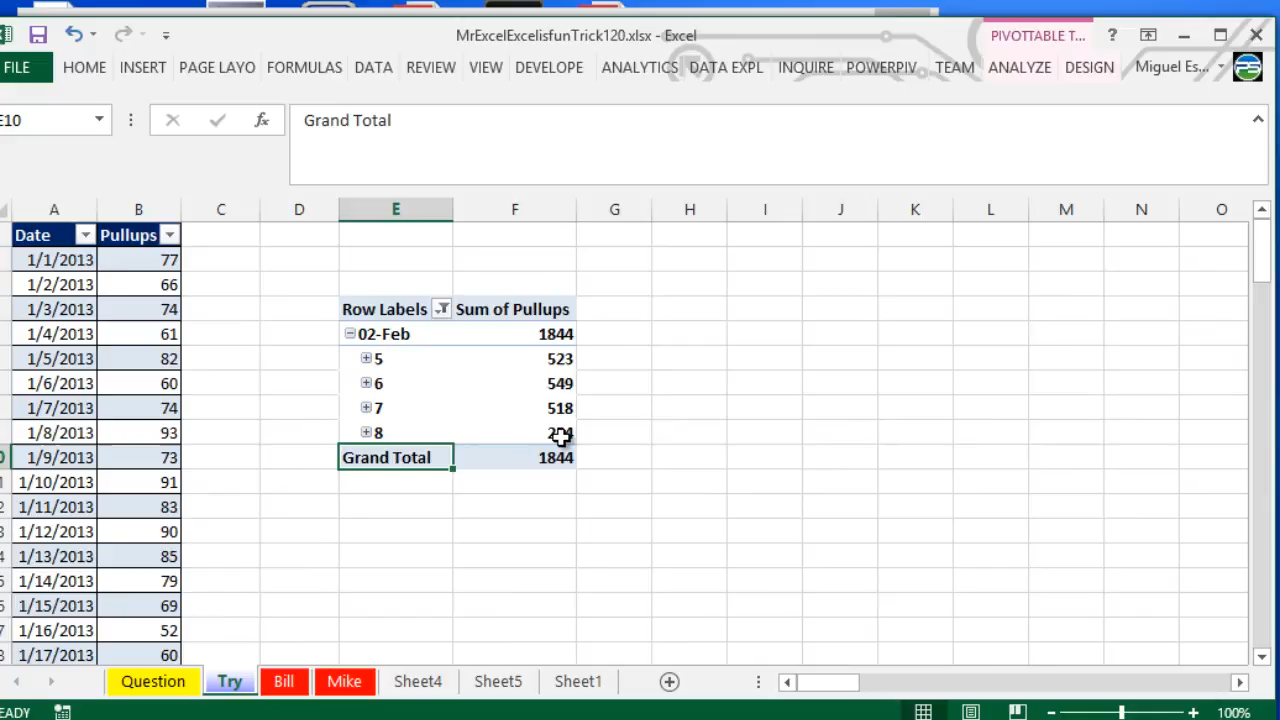 MrExcelExcelisfunTrick120.xlsx - Excel
PIVOTTABLE T...
?
FILE HOME INSERT PAGE LAYO FORMULAS DATA REVIEW VIEW DEVELOPE ANALYTICS DATA EXPL INQUIRE POWERPIV TEAM ANALYZE DESIGN Miguel Es...
E10 fx Grand Total
A B C D E F G H I J K L M N O
Date Pullups
1/1/2013 77
1/2/2013 66
1/3/2013 74 Row Labels Sum of Pullups
1/4/2013 61 02-Feb 1844
1/5/2013 82 5 523
1/6/2013 60 6 549
1/7/2013 74 7 518
1/8/2013 93 8
1/9/2013 73 Grand Total 1844
1/10/2013 91
1/11/2013 83
1/12/2013 90
1/13/2013 85
1/14/2013 79
1/15/2013 69
1/16/2013 52
1/17/2013 60
Question Try Bill Mike Sheet4 Sheet5 Sheet1
EADY 100%